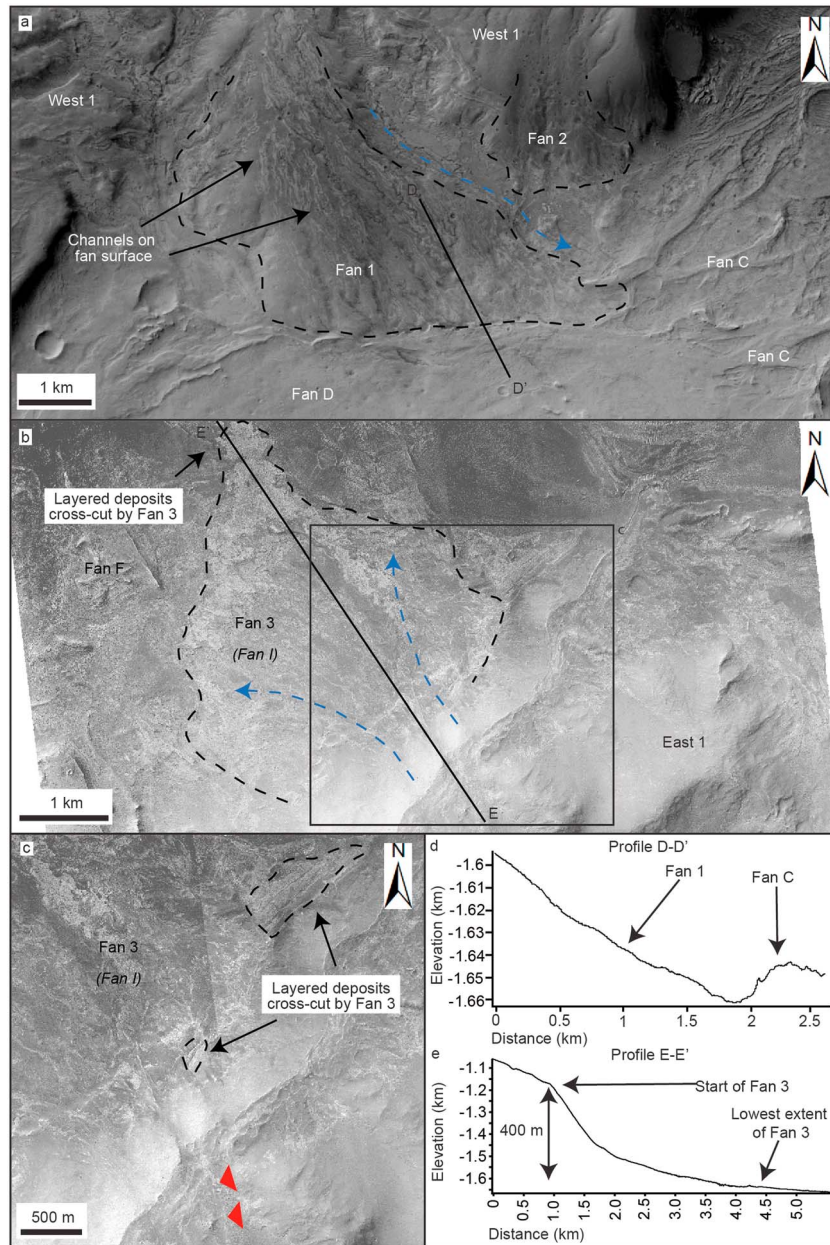 a
West 1
West 1
N
Fan 2
D
Channels on
fan surface
Fan 1
Fan C
Fan C
Fan D
D'
1 km
b
E'
N
Layered deposits
cross-cut by Fan 3
c
Fan F
Fan 3
(Fan I)
East 1
1 km
E
c
N
Fan 3
(Fan I)
Layered deposits
cross-cut by Fan 3
500 m
d
Profile D-D'
-1.6
-1.61
-1.62
-1.63
-1.64
-1.65
-1.66
Elevation (km)
Fan 1
Fan C
0
0.5
1
1.5
2
2.5
Distance (km)
e
Profile E-E'
-1.1
-1.2
-1.3
-1.4
-1.5
-1.6
Elevation (km)
Start of Fan 3
400 m
Lowest extent
of Fan 3
0
0.5
1.0
1.5
2.0
2.5
3.0
3.5
4.0
4.5
5.0
Distance (km)